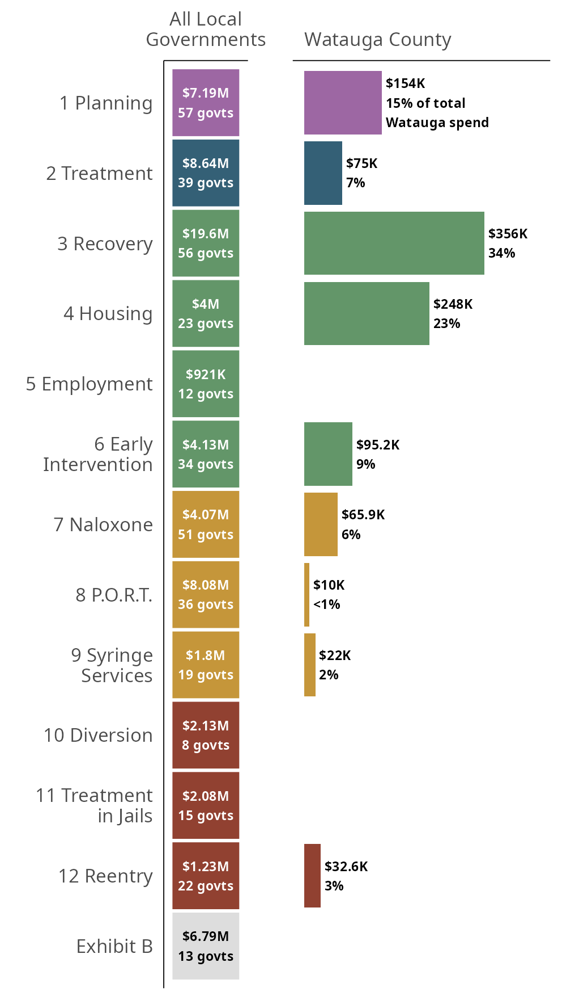 All Local
Governments
Watauga County
1 Planning
$7.19M
57 govts
$154K
15% of total
Watauga spend
2 Treatment
$8.64M
39 govts
$75K
7%
3 Recovery
$19.6M
56 govts
$356K
34%
4 Housing
$4M
23 govts
$248K
23%
5 Employment
$921K
12 govts
6 Early
Intervention
$4.13M
34 govts
$95.2K
9%
7 Naloxone
$4.07M
51 govts
$65.9K
6%
8 P.O.R.T.
$8.08M
36 govts
$10K
<1%
9 Syringe
Services
$1.8M
19 govts
$22K
2%
10 Diversion
$2.13M
8 govts
11 Treatment
in Jails
$2.08M
15 govts
12 Reentry
$1.23M
22 govts
$32.6K
3%
Exhibit B
$6.79M
13 govts